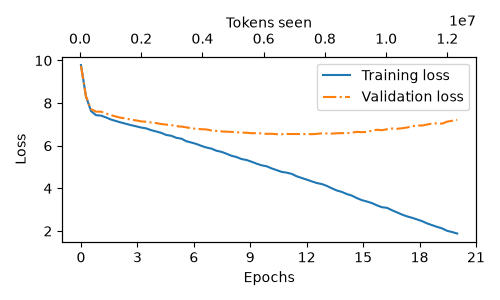 Tokens seen
0.0 0.2 0.4 0.6 0.8 1.0 1.2 1e7
Training loss
Validation loss
Loss
10
8
6
4
2
0 3 6 9 12 15 18 21
Epochs